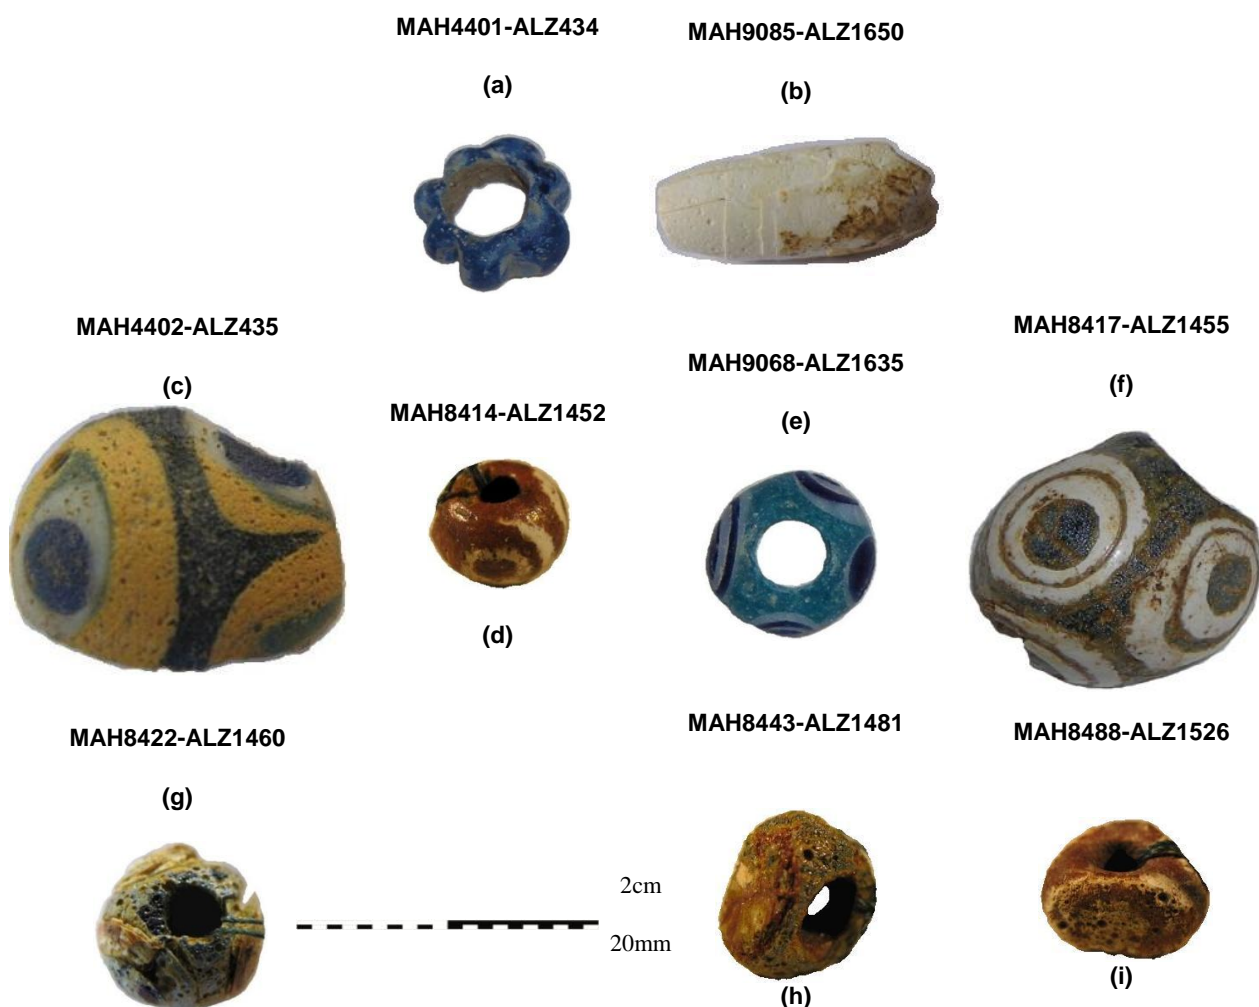 MAH4401-ALZ434
MAH9085-ALZ1650
(a)
(b)
MAH4402-ALZ435
MAH8417-ALZ1455
MAH9068-ALZ1635
(c)
(f)
MAH8414-ALZ1452
(e)
(d)
MAH8422-ALZ1460
MAH8443-ALZ1481
MAH8488-ALZ1526
(g)
2cm
20mm
(h)
(i)